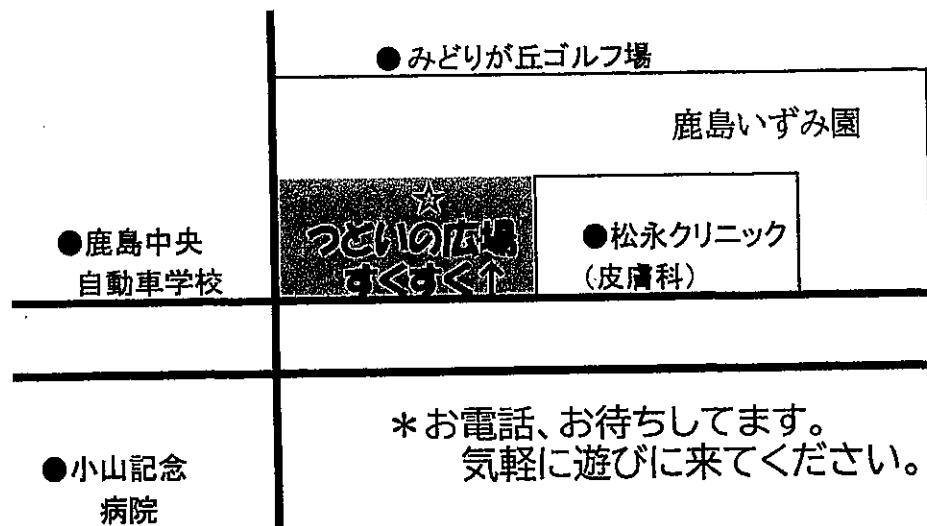 ●みどりが丘ゴルフ場
鹿島いずみ園
☆
つどいの広場
すくすく↑
●松永クリニック
(皮膚科)
●鹿島中央
自動車学校
＊お電話、お待ちしてます。
気軽に遊びに来てください。
●小山記念
病院